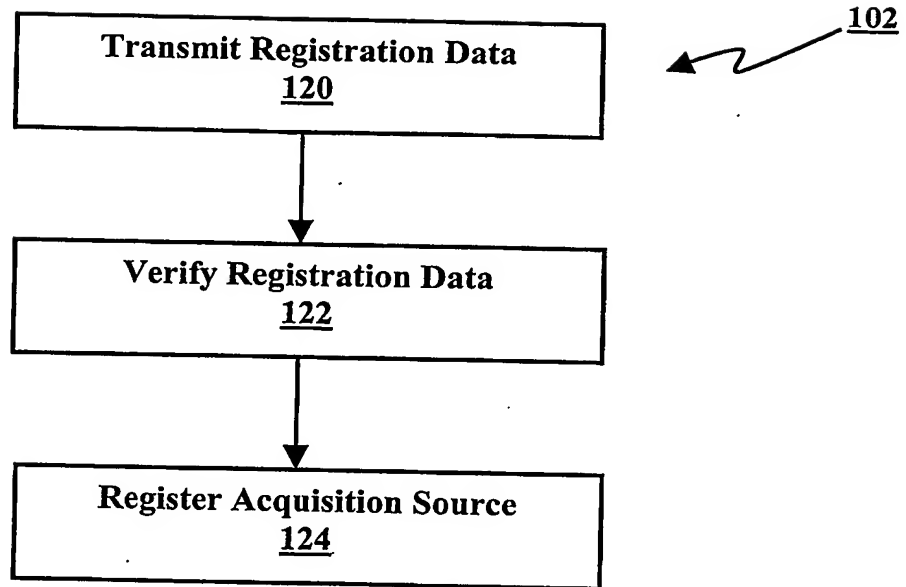 102
Transmit Registration Data
120
Verify Registration Data
122
Register Acquisition Source
124